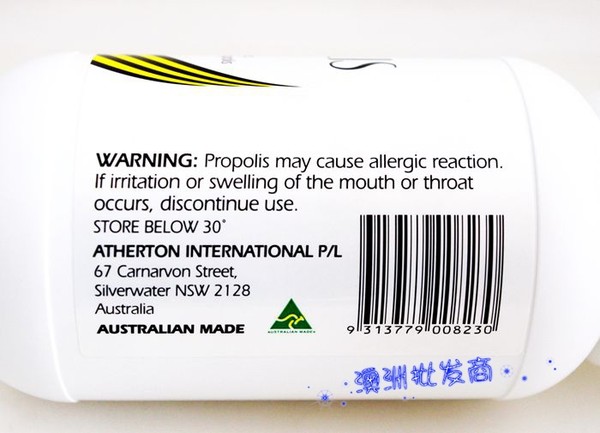 WARNING: Propolis may cause allergic reaction.
If irritation or swelling of the mouth or throat
occurs, discontinue use.
STORE BELOW 30°
ATHERTON INTERNATIONAL P/L
67 Carnarvon Street,
Silverwater NSW 2128
Australia
AUSTRALIAN MADE
AUSTRALIAN MADE
9 313779 008230
澳洲批发商